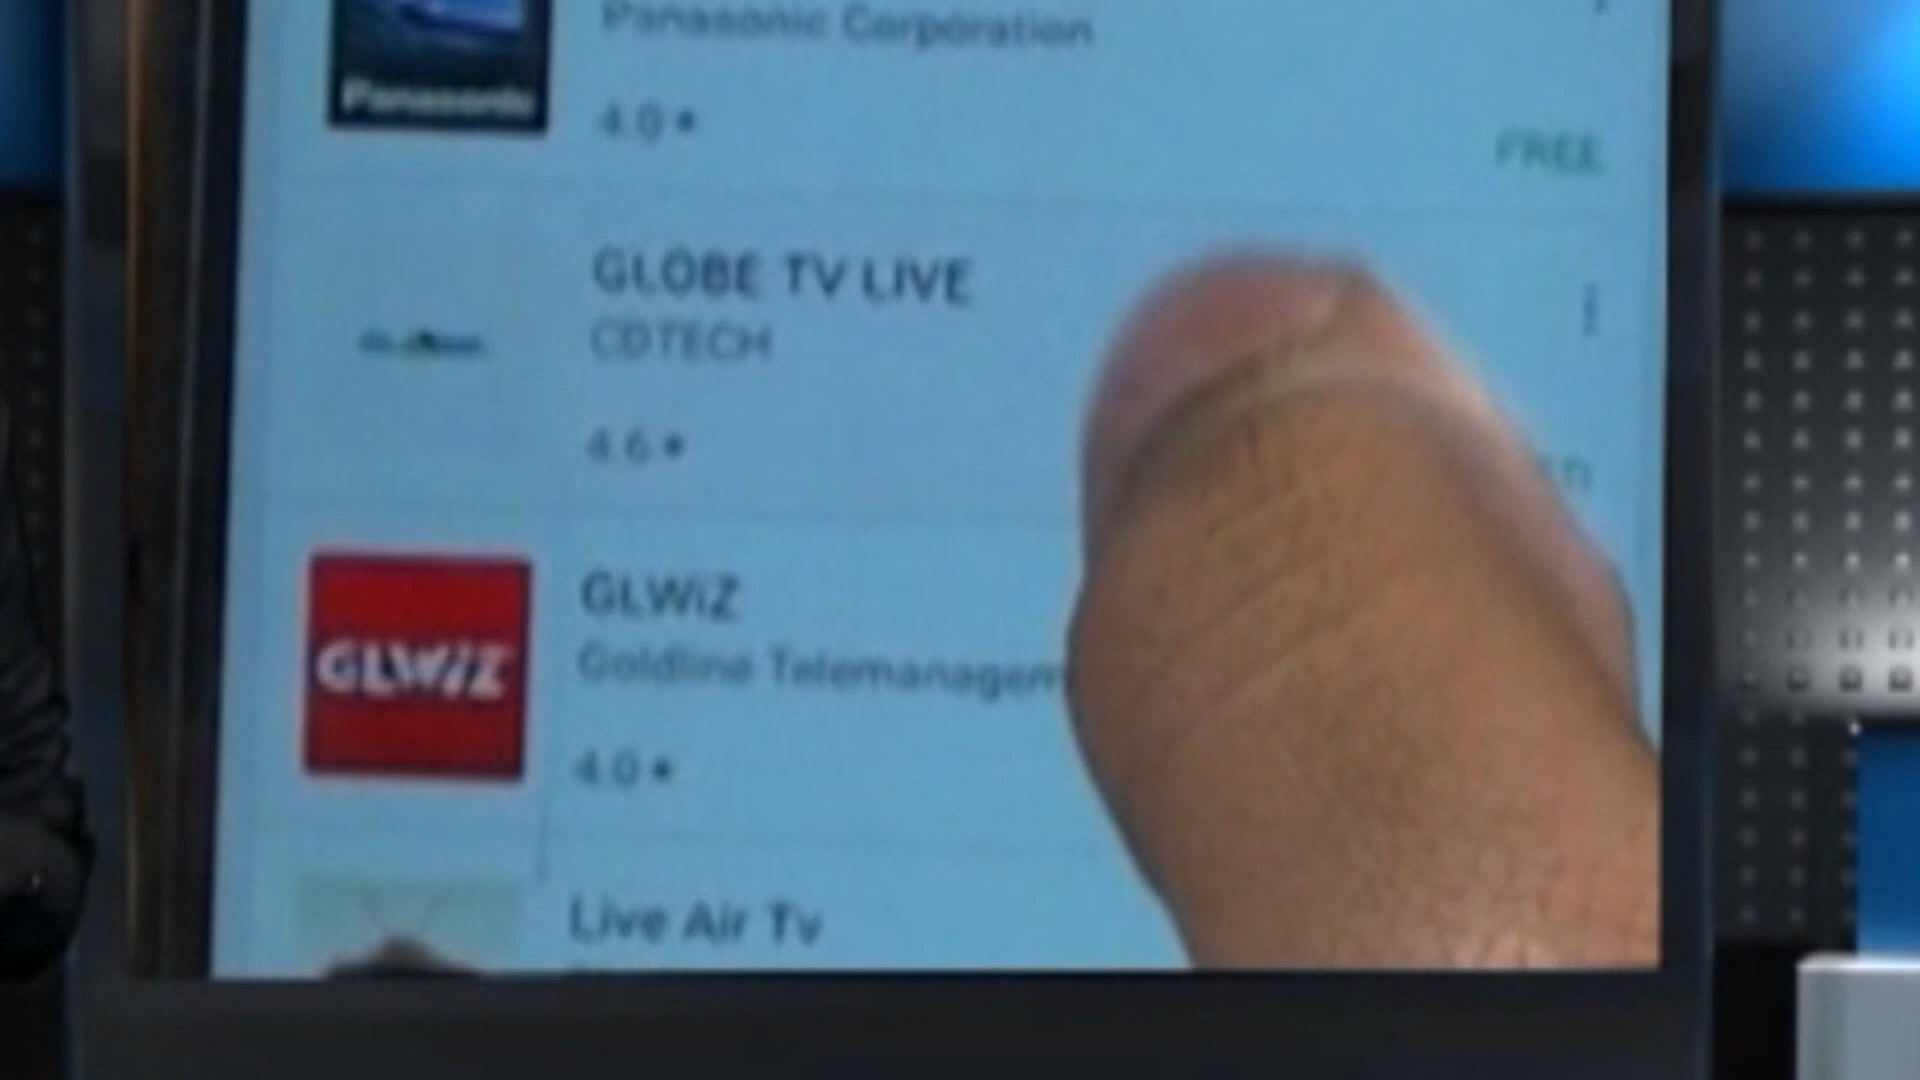 Panasonic Corporation
Panasonic
4.0 ★
FREE
GLOBE TV LIVE
CDTECH
4.6 ★
GLWiZ
GLWiZ
Goldline Telemanagem
4.0 ★
Live Air Tv